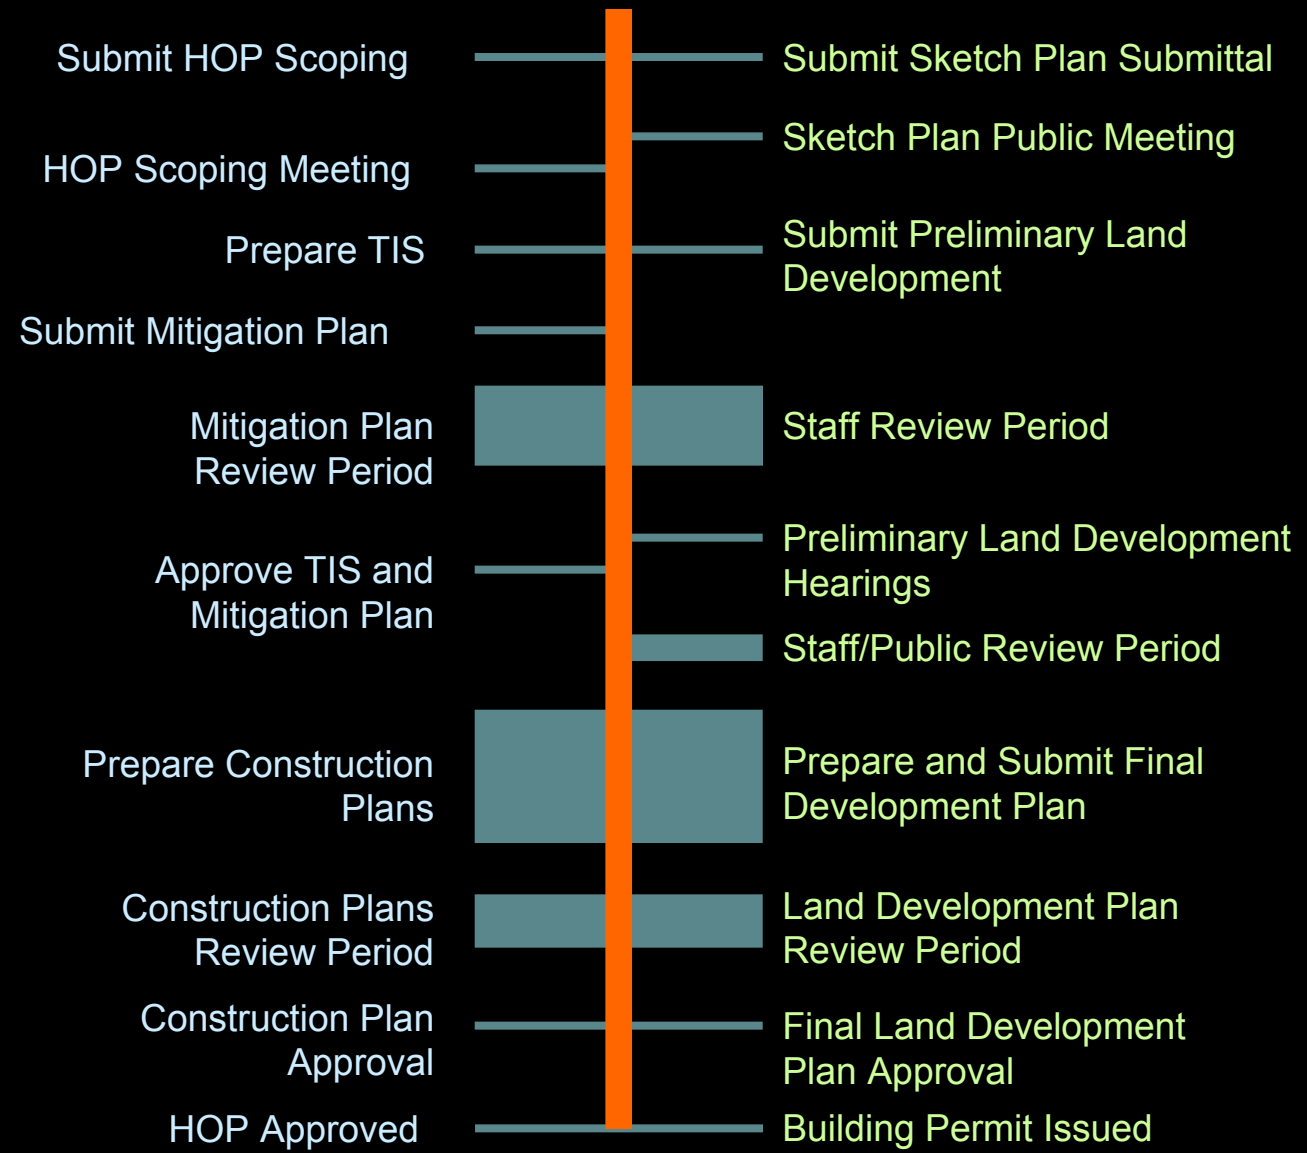 Submit HOP Scoping
Submit Sketch Plan Submittal
Sketch Plan Public Meeting
HOP Scoping Meeting
Prepare TIS
Submit Preliminary Land
Development
Submit Mitigation Plan
Mitigation Plan
Review Period
Staff Review Period
Preliminary Land Development
Hearings
Approve TIS and
Mitigation Plan
Staff/Public Review Period
Prepare Construction
Plans
Prepare and Submit Final
Development Plan
Construction Plans
Review Period
Land Development Plan
Review Period
Construction Plan
Approval
Final Land Development
Plan Approval
HOP Approved
Building Permit Issued